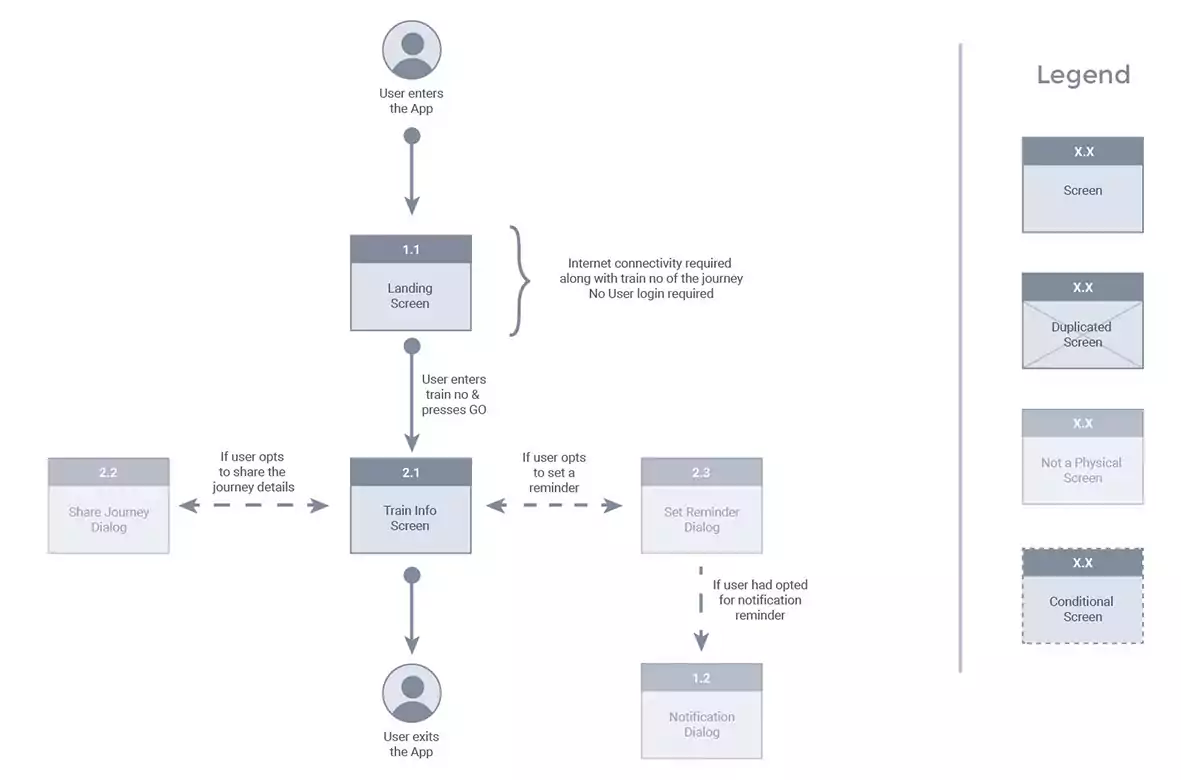 User enters
the App
1.1
Landing
Screen
Internet connectivity required
along with train no of the journey
No User login required
User enters
train no &
presses GO
2.2
Share Journey
Dialog
If user opts
to share the
journey details
2.1
Train Info
Screen
If user opts
to set a
reminder
2.3
Set Reminder
Dialog
If user had opted
for notification
reminder
1.2
Notification
Dialog
User exits
the App
Legend
X.X
Screen
X.X
Duplicated
Screen
X.X
Not a Physical
Screen
X.X
Conditional
Screen